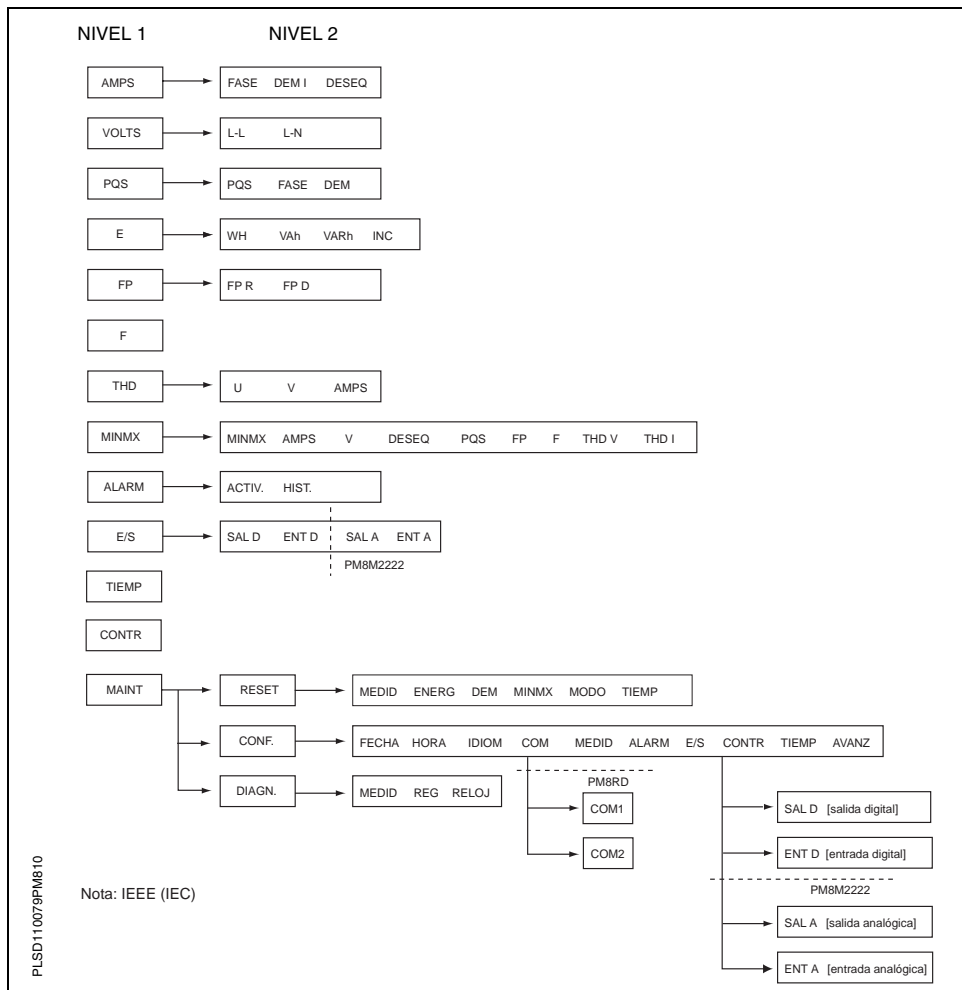 NIVEL 1 NIVEL 2
AMPS FASE DEM I DESEQ
VOLTS L-L L-N
PQS PQS FASE DEM
E WH VAh VARh INC
FP FP R FP D
F
THD U V AMPS
MINMX MINMX AMPS V DESEQ PQS FP F THD V THD I
ALARM ACTIV. HIST.
E/S SAL D ENT D SAL A ENT A
PM8M2222
TIEMP
CONTR
MAINT RESET MEDID ENERG DEM MINMX MODO TIEMP
CONF. FECHA HORA IDIOM COM MEDID ALARM E/S CONTR TIEMP AVANZ
DIAGN. MEDID REG RELOJ
PM8RD
COM1
COM2
SAL D [salida digital]
ENT D [entrada digital]
PM8M2222
SAL A [salida analógica]
ENT A [entrada analógica]
Nota: IEEE (IEC)
PLSD110079PM810